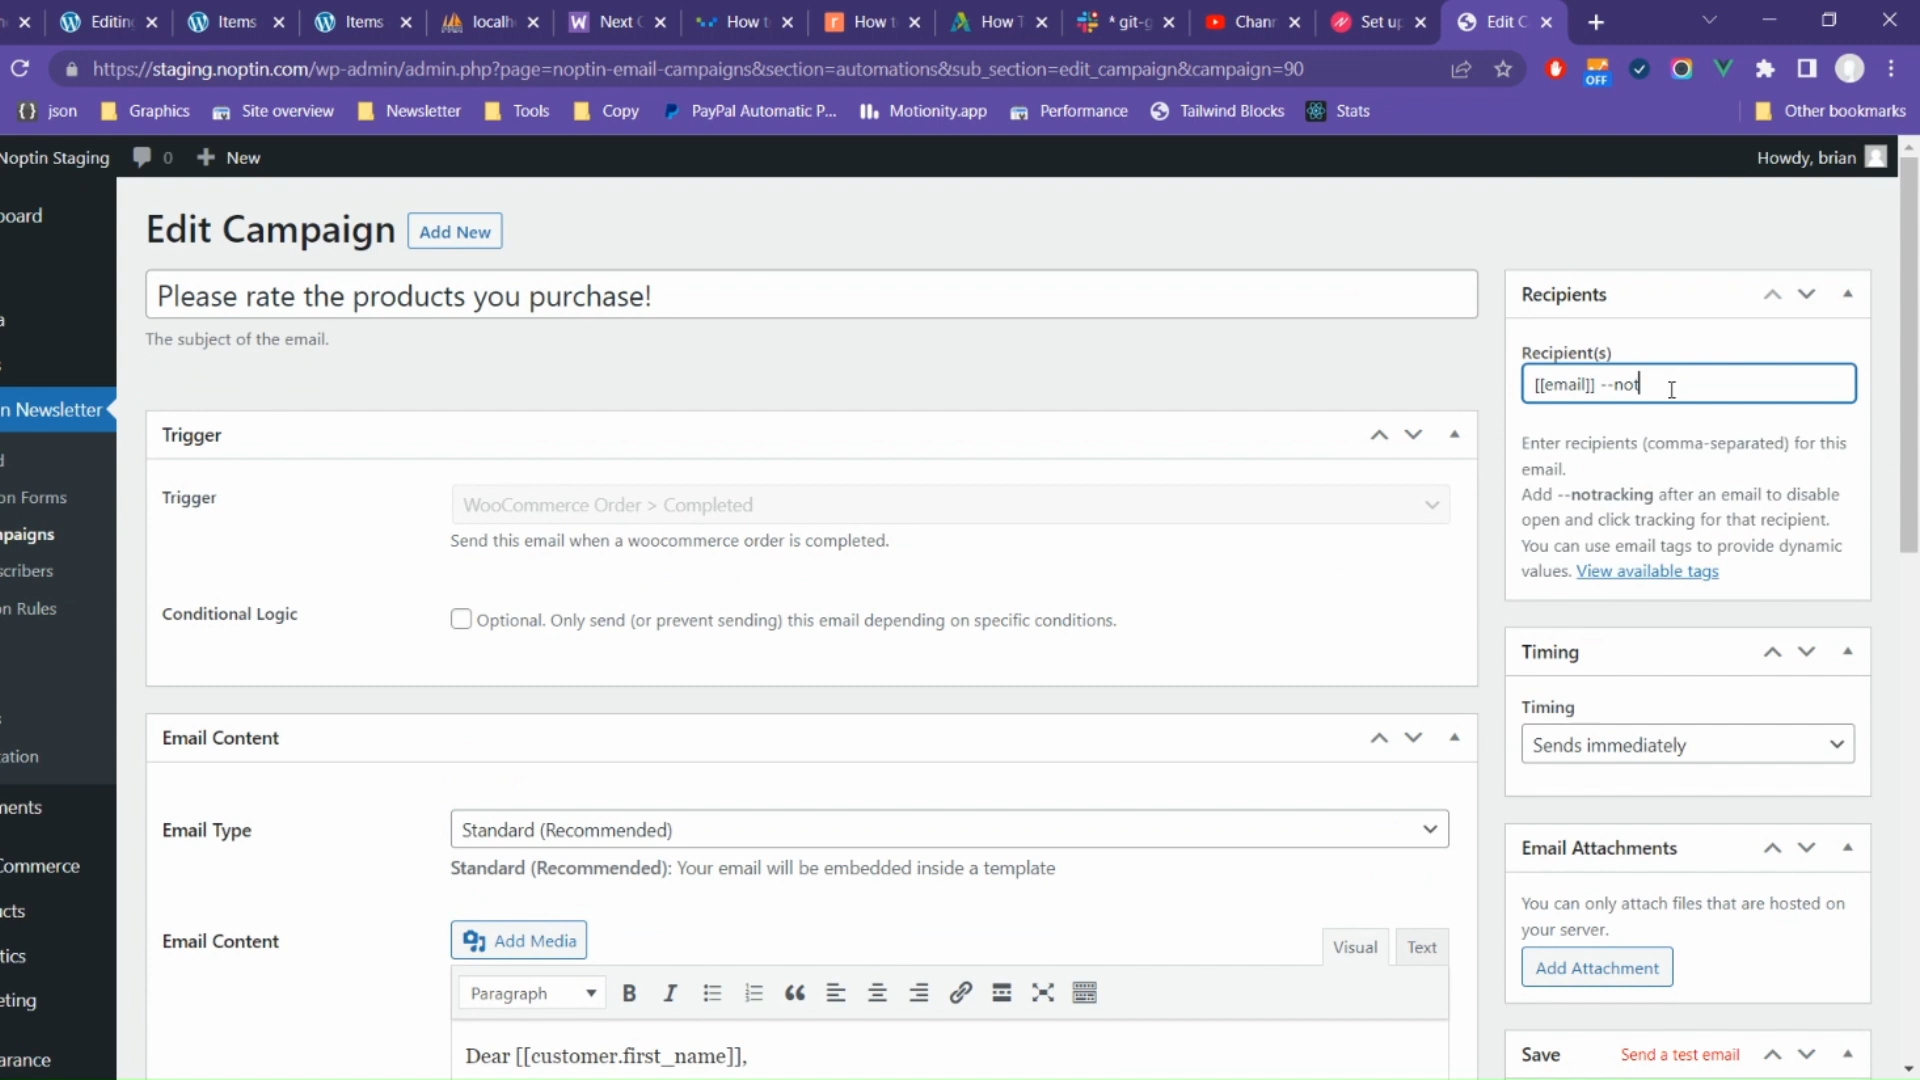 Editin
Items
Items
localh
Next C
How t
How t
How T
* git-g
Chann
Set up
Edit C
https://staging.noptin.com/wp-admin/admin.php?page=noptin-email-campaigns&section=automations&sub_section=edit_campaign&campaign=90
OFF
json
Graphics
Site overview
Newsletter
Tools
Copy
PayPal Automatic P...
Motionity.app
Performance
Tailwind Blocks
Stats
Other bookmarks
Noptin Staging
0
New
Howdy, brian
board
a
s
n Newsletter
d
on Forms
mpaigns
scribers
on Rules
s
ation
ments
Commerce
ucts
tics
eting
arance
Edit Campaign
Add New
Please rate the products you purchase!
The subject of the email.
Trigger
Trigger
WooCommerce Order > Completed
Send this email when a woocommerce order is completed.
Conditional Logic
Optional. Only send (or prevent sending) this email depending on specific conditions.
Email Content
Email Type
Standard (Recommended)
Standard (Recommended): Your email will be embedded inside a template
Email Content
Add Media
Visual
Text
Paragraph
B
I
Dear [[customer.first_name]],
Recipients
Recipient(s)
[[email]] --not
Enter recipients (comma-separated) for this
email.
Add --notracking after an email to disable
open and click tracking for that recipient.
You can use email tags to provide dynamic
values. View available tags
Timing
Timing
Sends immediately
Email Attachments
You can only attach files that are hosted on
your server.
Add Attachment
Save
Send a test email